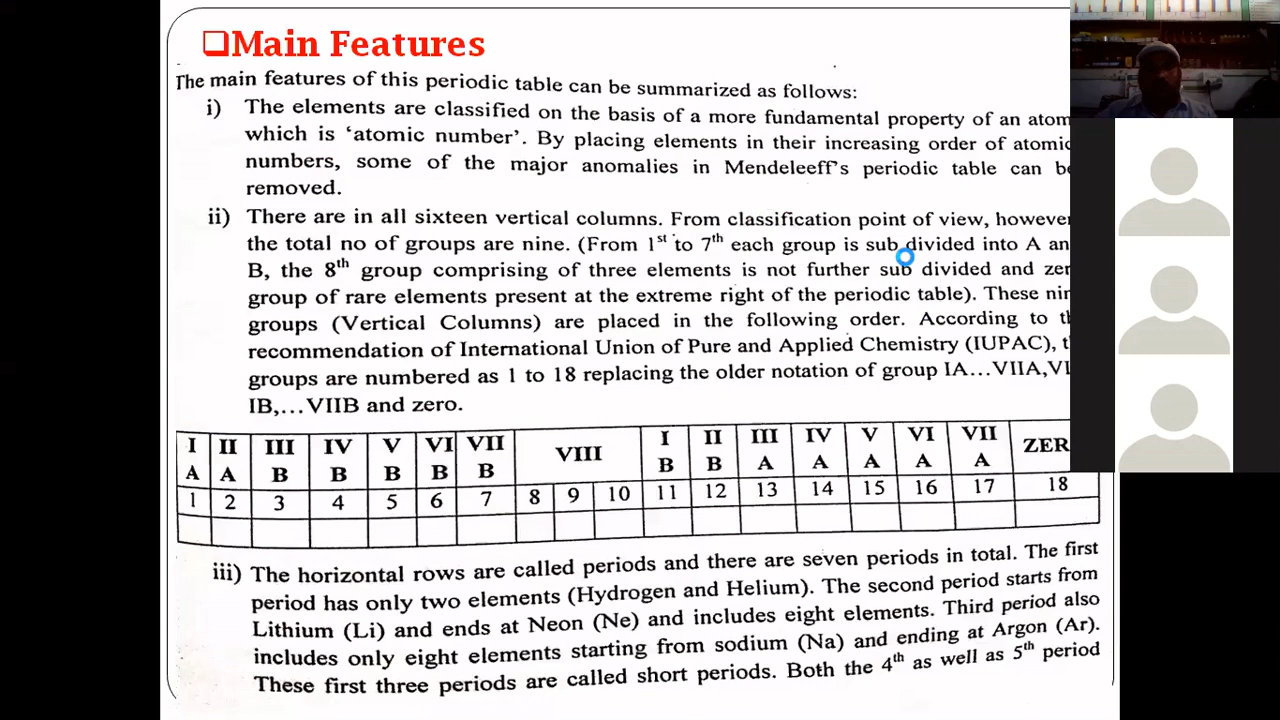 Main Features
The main features of this periodic table can be summarized as follows:
i) The elements are classified on the basis of a more fundamental property of an atom
which is ‘atomic number’. By placing elements in their increasing order of atomic
numbers, some of the major anomalies in Mendeleeff’s periodic table can be
removed.
ii) There are in all sixteen vertical columns. From classification point of view, however
the total no of groups are nine. (From 1st to 7th each group is sub divided into A an
B, the 8th group comprising of three elements is not further sub divided and zer
group of rare elements present at the extreme right of the periodic table). These nin
groups (Vertical Columns) are placed in the following order. According to th
recommendation of International Union of Pure and Applied Chemistry (IUPAC), t
groups are numbered as 1 to 18 replacing the older notation of group IA...VIIA,VI
IB,...VIIB and zero.
I II III IV V VI VII VIII I II III IV V VI VII ZER
A A B B B B B B B A A A A A
1 2 3 4 5 6 7 8 9 10 11 12 13 14 15 16 17 18
iii) The horizontal rows are called periods and there are seven periods in total. The first
period has only two elements (Hydrogen and Helium). The second period starts from
Lithium (Li) and ends at Neon (Ne) and includes eight elements. Third period also
includes only eight elements starting from sodium (Na) and ending at Argon (Ar).
These first three periods are called short periods. Both the 4th as well as 5th period